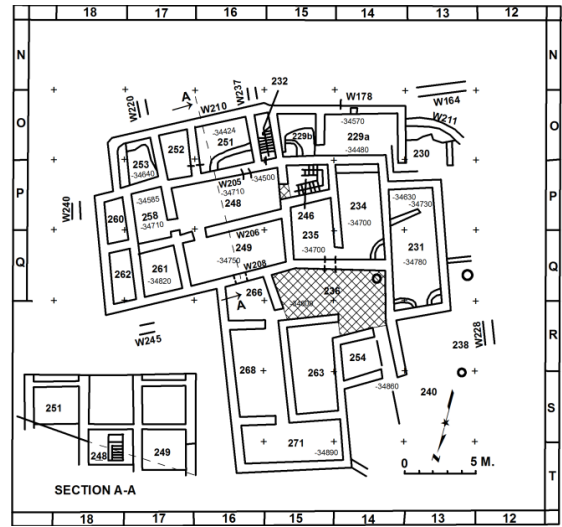 18 17 16 15 14 13 12
N N
W220 A W210 W237 232 W178 W164
O O
-34424 251 229b -34570 229a -34480 W211
253 -34640 252 230
W205 -34500
P P
W240 260 -34585 258 -34710 -34710 248 246 234 -34700 -34630 -34730
W206 235 -34700 231
Q Q
262 261 -34820 249 -34750 W208 -34780
A 266 236
W245 W228
R R
268 263 254 238
-34860 240
S S
251
248 249 271 -34890 N
0 5 M.
T T
SECTION A-A
18 17 16 15 14 13 12